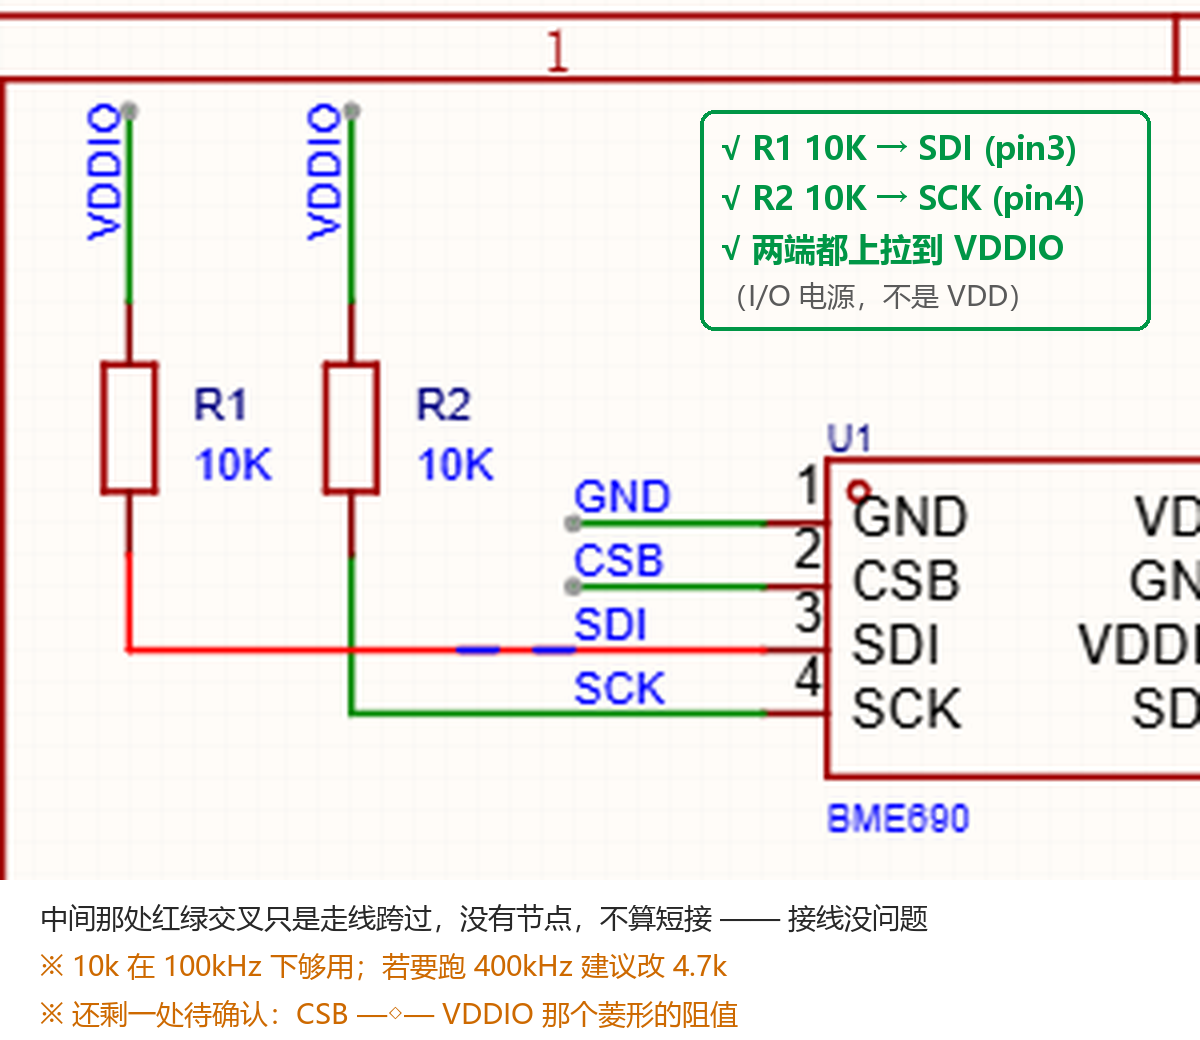 1
VDDIO
VDDIO
√ R1 10K → SDI (pin3)
√ R2 10K → SCK (pin4)
√ 两端都上拉到 VDDIO
（I/O 电源，不是 VDD）
R1
10K
R2
10K
U1
GND
1
GND
VD
CSB
2
CSB
GN
SDI
3
SDI
VDDI
SCK
4
SCK
SD
BME690
中间那处红绿交叉只是走线跨过，没有节点，不算短接 —— 接线没问题
※ 10k 在 100kHz 下够用；若要跑 400kHz 建议改 4.7k
※ 还剩一处待确认：CSB —◇— VDDIO 那个菱形的阻值